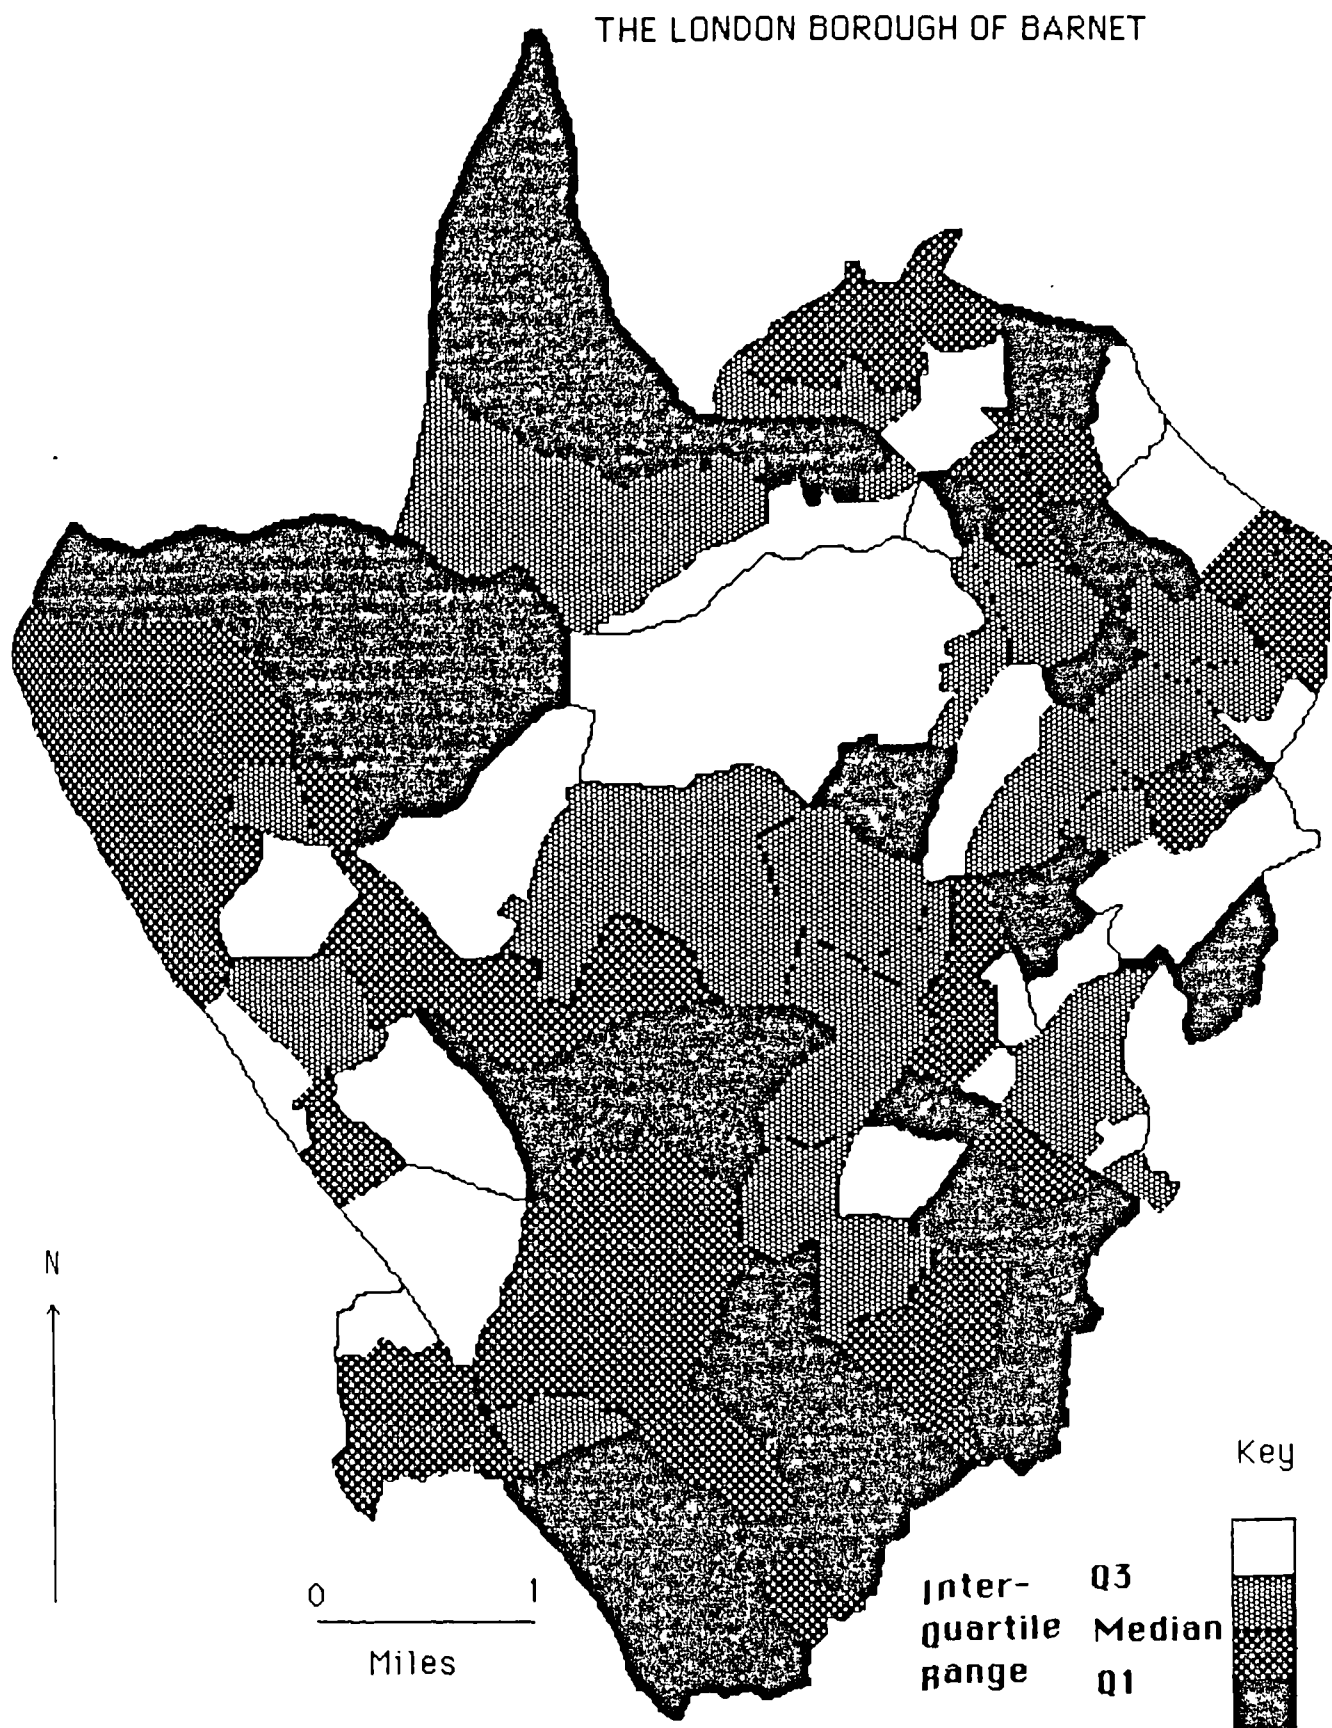 THE LONDON BOROUGH OF BARNET
N
0 1
Miles
Key
Inter- Q3
Quartile Median
Range Q1